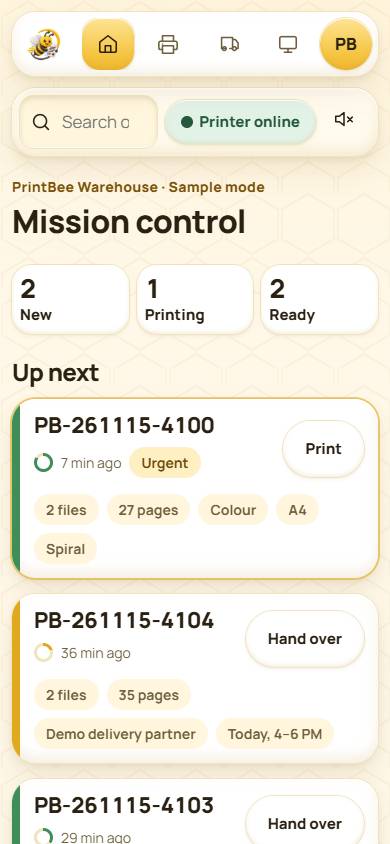 PB
Search o
Printer online
PrintBee Warehouse · Sample mode
Mission control
2
New
1
Printing
2
Ready
Up next
PB-261115-4100
7 min ago
Urgent
Print
2 files
27 pages
Colour
A4
Spiral
PB-261115-4104
36 min ago
Hand over
2 files
35 pages
Demo delivery partner
Today, 4–6 PM
PB-261115-4103
29 min ago
Hand over